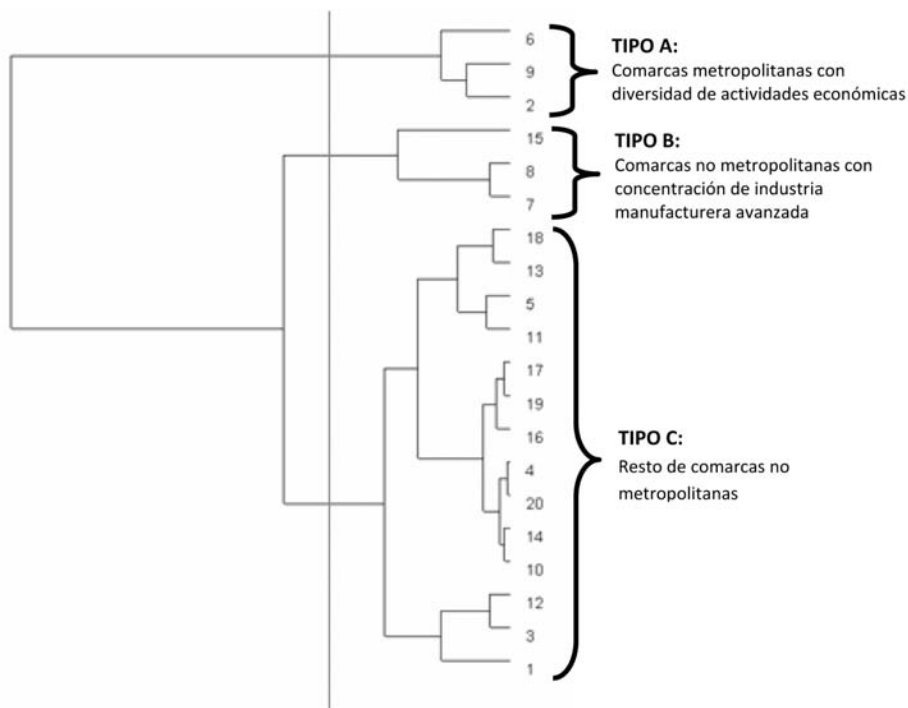 6
9
2
TIPO A:
Comarcas metropolitanas con
diversidad de actividades económicas
15
8
7
TIPO B:
Comarcas no metropolitanas con
concentración de industria
manufacturera avanzada
18
13
5
11
17
19
16
4
20
14
10
12
3
1
TIPO C:
Resto de comarcas no
metropolitanas